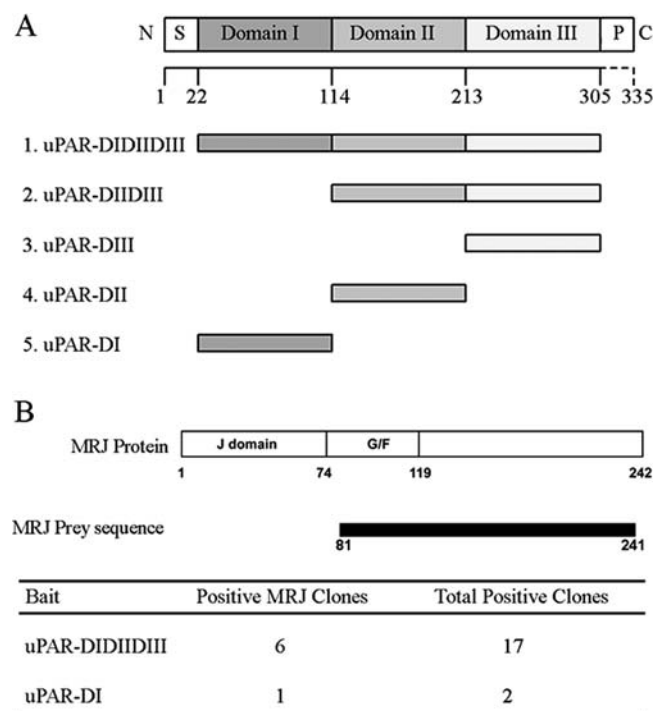 A
N S Domain I Domain II Domain III P C
1 22 114 213 305 335
1. uPAR-DIDIIDIII
2. uPAR-DIIDIII
3. uPAR-DIII
4. uPAR-DII
5. uPAR-DI
B
MRJ Protein J domain G/F
1 74 119 242
MRJ Prey sequence
81 241
Bait Positive MRJ Clones Total Positive Clones
uPAR-DIDIIDIII 6 17
uPAR-DI 1 2